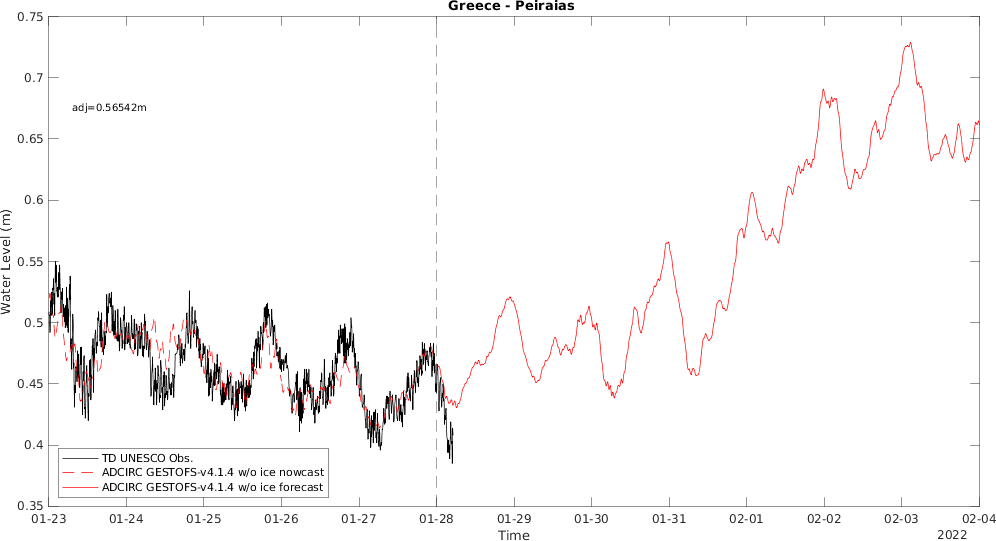 Greece - Peiraias
0.75
0.7
0.65
0.6
0.55
0.5
0.45
0.4
0.35
Water Level (m)
adj=0.56542m
TD UNESCO Obs.
ADCIRC GESTOFS-v4.1.4 w/o ice nowcast
ADCIRC GESTOFS-v4.1.4 w/o ice forecast
01-23 01-24 01-25 01-26 01-27 01-28 01-29 01-30 01-31 02-01 02-02 02-03 02-04
Time
2022